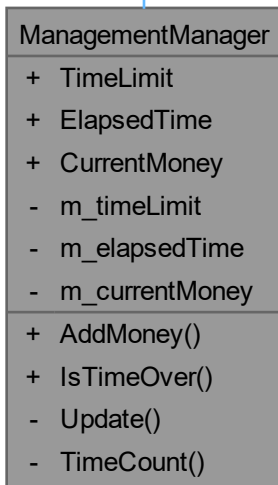 ManagementManager
+ TimeLimit
+ ElapsedTime
+ CurrentMoney
- m_timeLimit
- m_elapsedTime
- m_currentMoney
+ AddMoney()
+ IsTimeOver()
- Update()
- TimeCount()